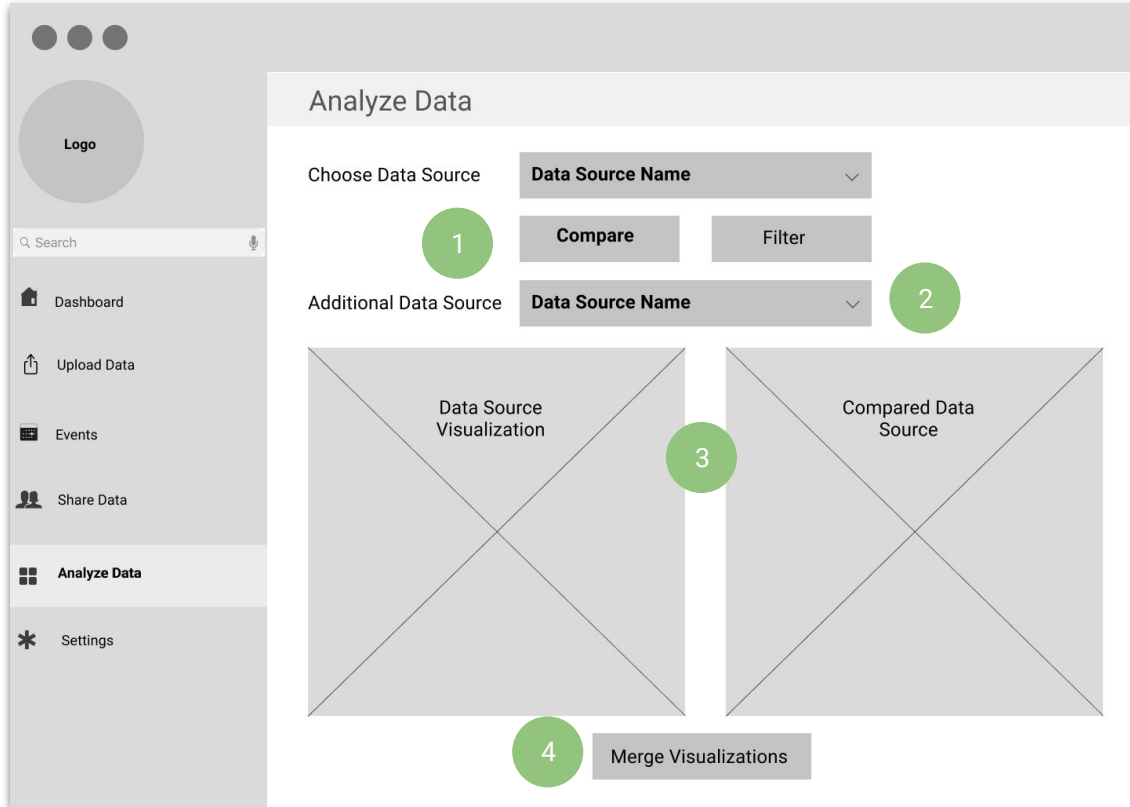 Logo
Search
Dashboard
Upload Data
Events
Share Data
Analyze Data
Settings
Analyze Data
Choose Data Source
Data Source Name
1
Compare
Filter
Additional Data Source
Data Source Name
2
Data Source
Visualization
3
Compared Data
Source
4
Merge Visualizations